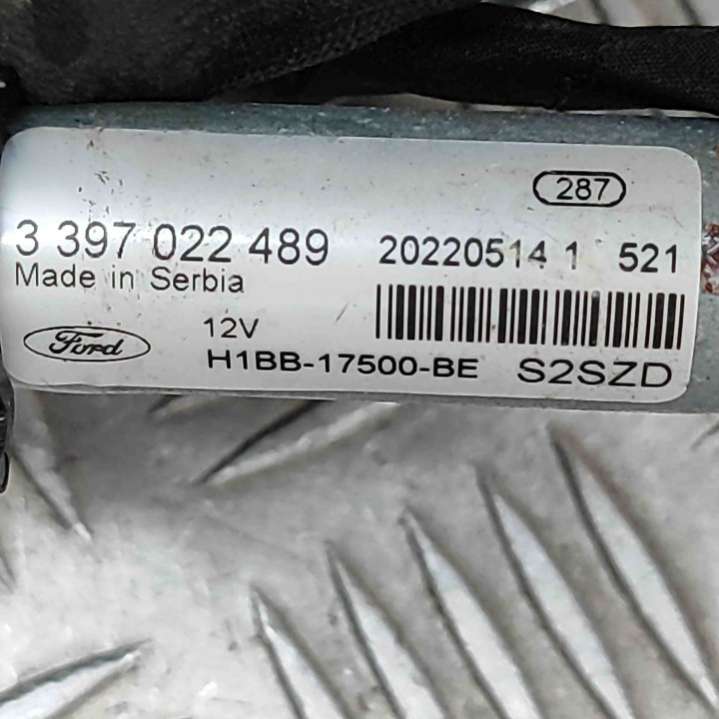 287
3 397 022 489 20220514 1 521
Made in Serbia
Ford 12V
H1BB-17500-BE S2SZD